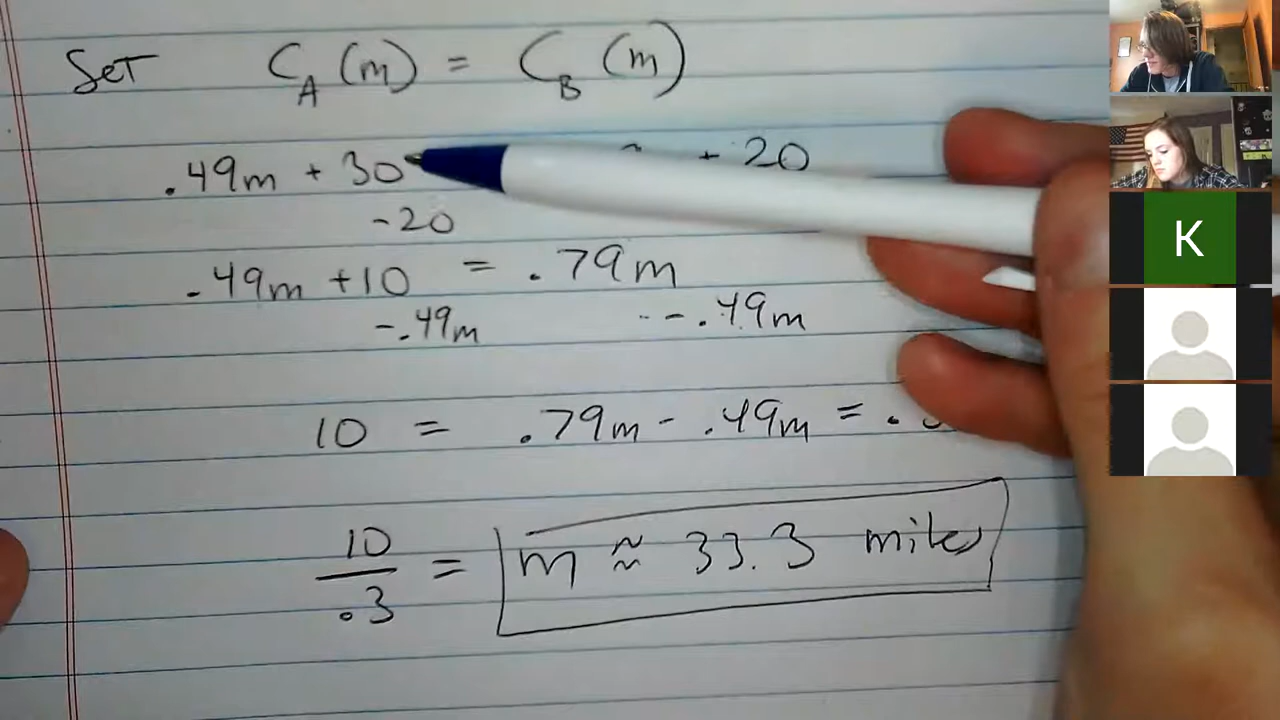 SET C_A (m) = C_B (m)
.49m + 30 + 20
-20
.49m + 10 = .79m
-.49m --.49m
10 = .79m - .49m = .
10/.3 = m ≈ 33.3 miles
K